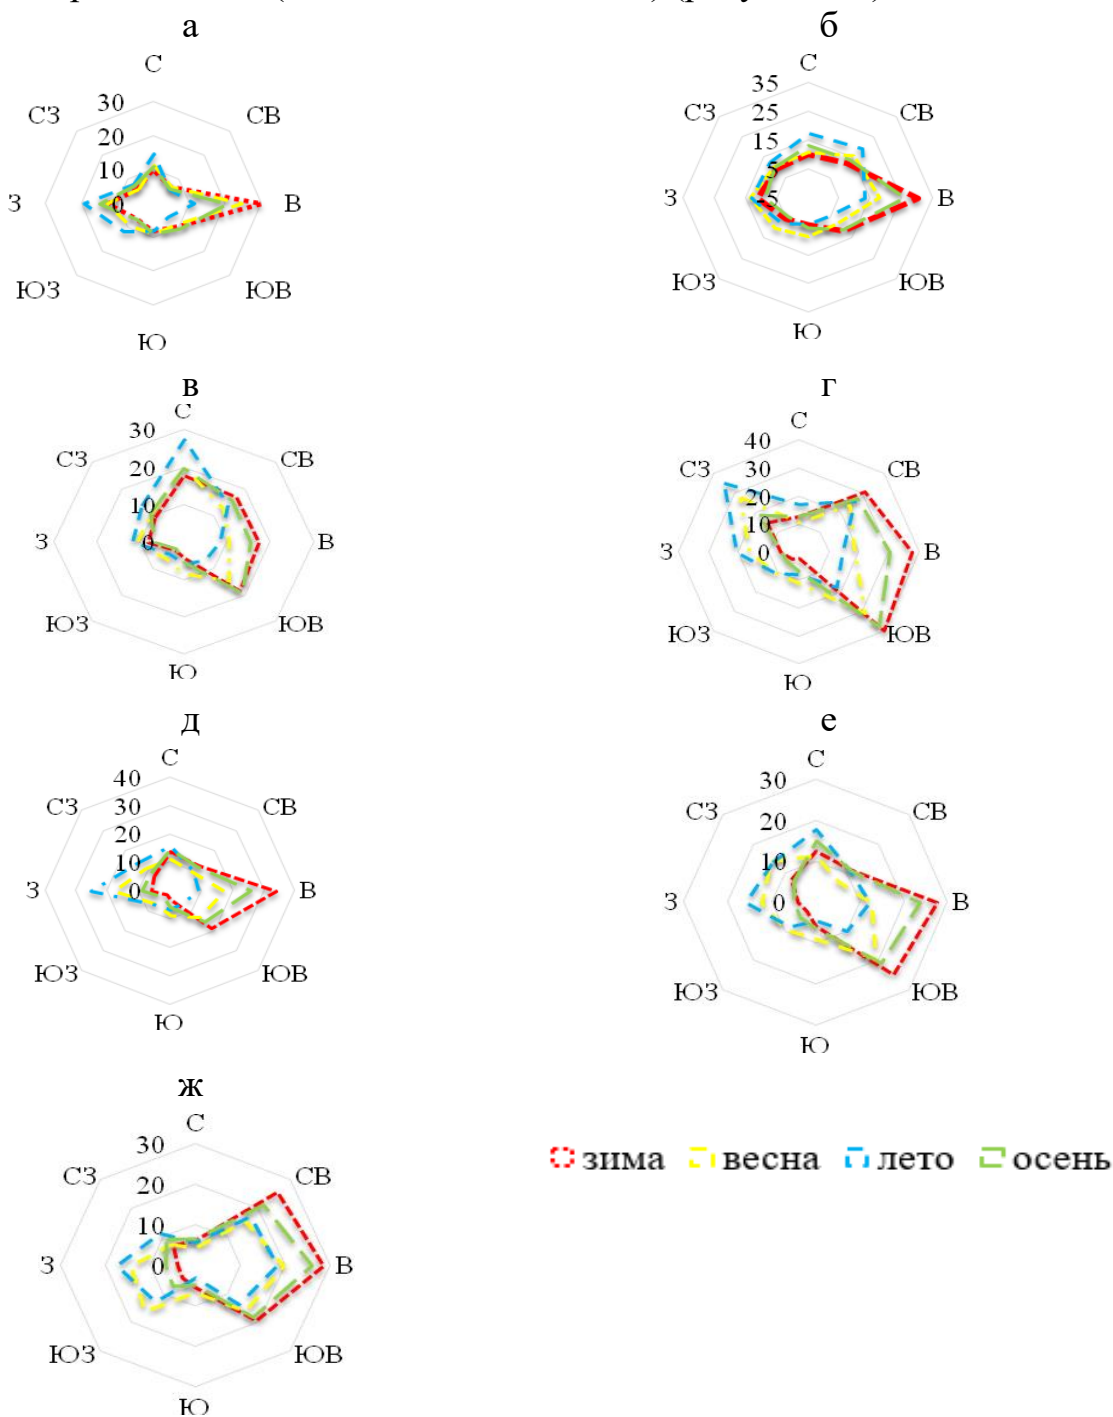 а б
С
30
20
10
0
СЗ СВ
З В
ЮЗ ЮВ
Ю
С
35
25
15
5
-5
СЗ СВ
З В
ЮЗ ЮВ
Ю
в г
С
30
20
10
0
СЗ СВ
З В
ЮЗ ЮВ
Ю
С
40
30
20
10
0
СЗ СВ
З В
ЮЗ ЮВ
Ю
д е
С
40
30
20
10
0
СЗ СВ
З В
ЮЗ ЮВ
Ю
С
30
20
10
0
СЗ СВ
З В
ЮЗ ЮВ
Ю
ж
С
30
20
10
0
СЗ СВ
З В
ЮЗ ЮВ
Ю
зима весна лето осень